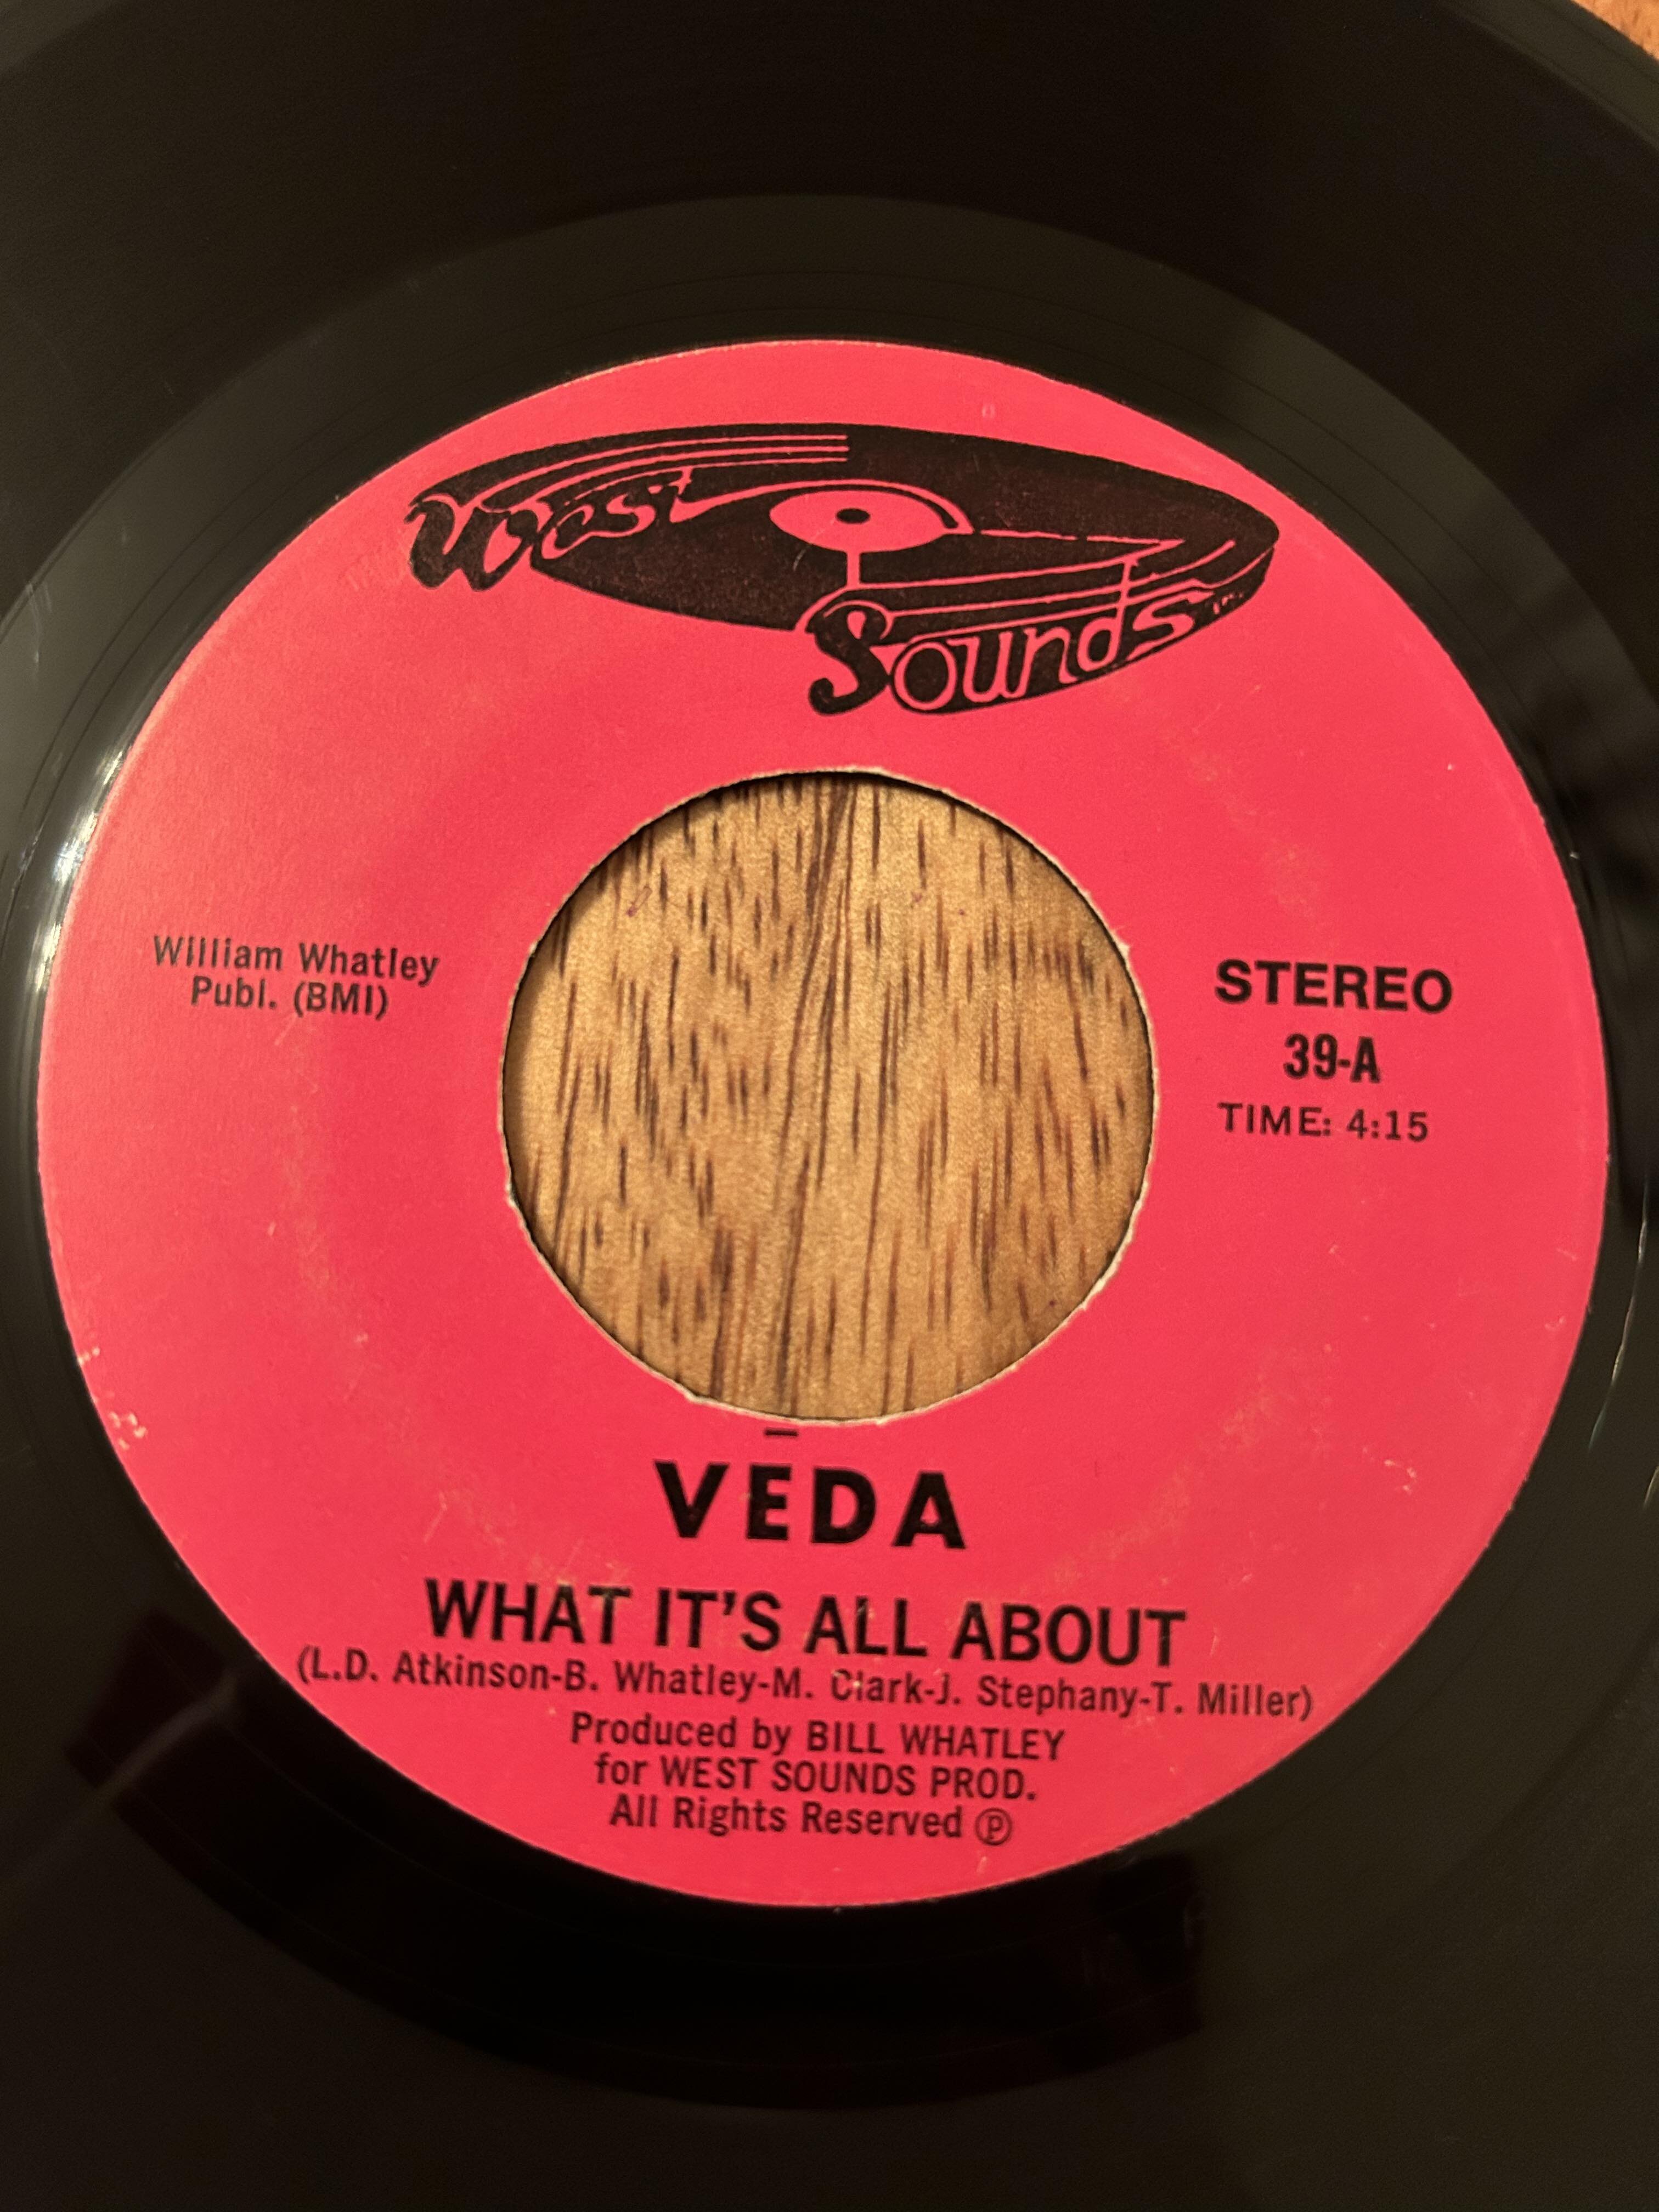 West
Sounds
William Whatley
Publ. (BMI)
STEREO
39-A
TIME: 4:15
VĒDA
WHAT IT'S ALL ABOUT
(L.D. Atkinson-B. Whatley-M. Clark-J. Stephany-T. Miller)
Produced by BILL WHATLEY
for WEST SOUNDS PROD.
All Rights Reserved ℗